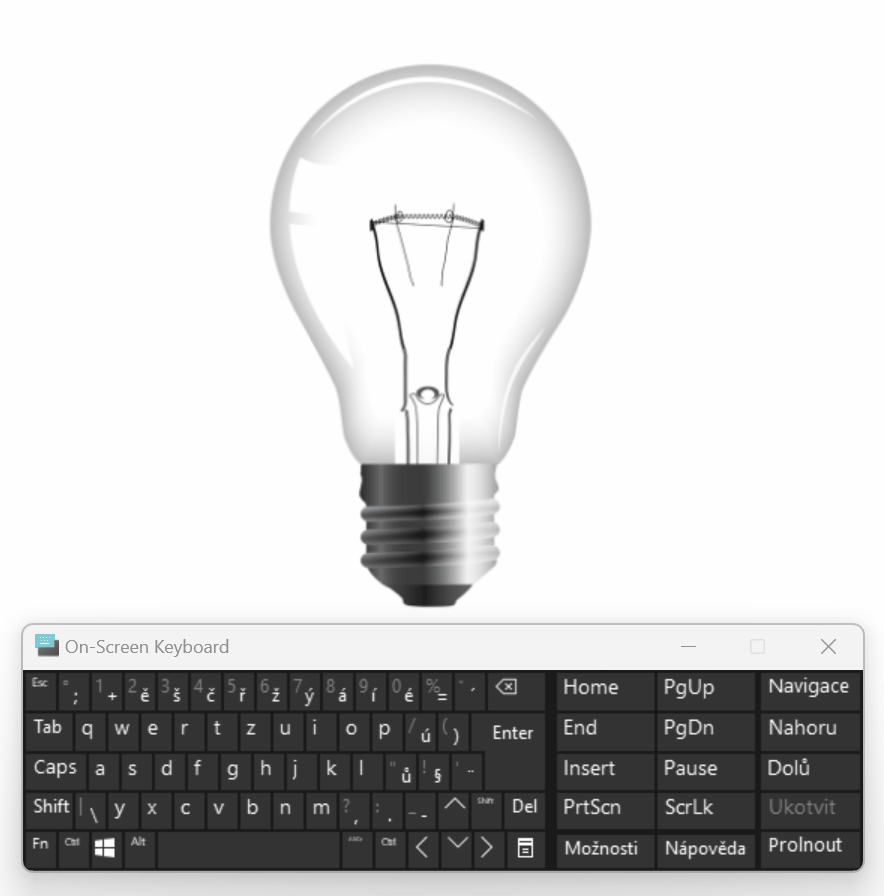 On-Screen Keyboard
Esc ° ; 1 + 2 ě 3 š 4 č 5 ř 6 ž 7 ý 8 á 9 í 0 é % = ˇ ´ Home PgUp Navigace
Tab q w e r t z u i o p / ú ( ) Enter End PgDn Nahoru
Caps a s d f g h j k l " ů ! § ' ¨ Insert Pause Dolů
Shift | \ y x c v b n m ? , : . _ - Shift Del PrtScn ScrLk Ukotvit
Fn Ctrl Alt Ctrl Možnosti Nápověda Prolnout